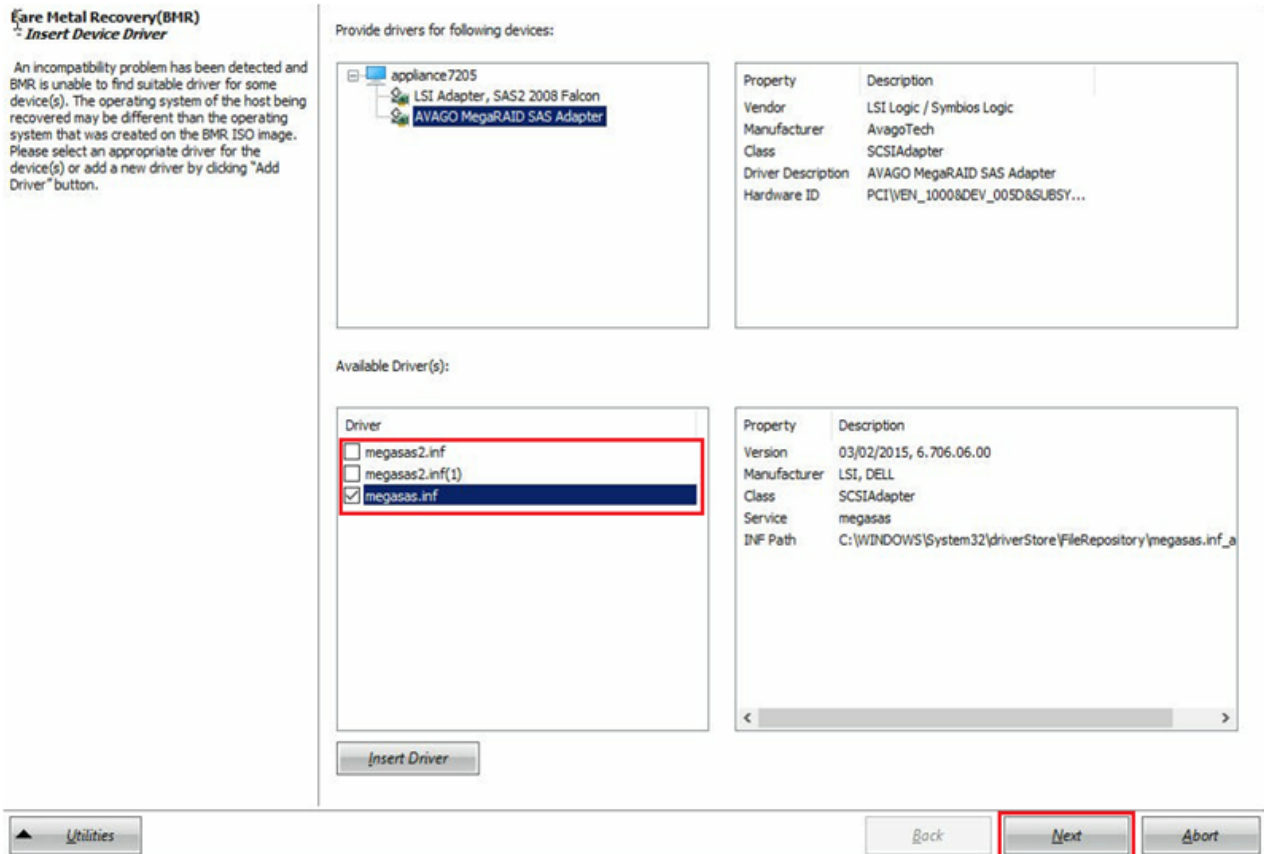 Bare Metal Recovery(BMR)
- Insert Device Driver
An incompatibility problem has been detected and
BMR is unable to find suitable driver for some
device(s). The operating system of the host being
recovered may be different than the operating
system that was created on the BMR ISO image.
Please select an appropriate driver for the
device(s) or add a new driver by clicking "Add
Driver" button.
Provide drivers for following devices:
appliance7205
LSI Adapter, SAS2 2008 Falcon
AVAGO MegaRAID SAS Adapter
Property Description
Vendor LSI Logic / Symbios Logic
Manufacturer AvagoTech
Class SCSIAdapter
Driver Description AVAGO MegaRAID SAS Adapter
Hardware ID PCI\VEN_1000&DEV_005D&SUBSY...
Available Driver(s):
Driver
megasas2.inf
megasas2.inf(1)
megasas.inf
Property Description
Version 03/02/2015, 6.706.06.00
Manufacturer LSI, DELL
Class SCSIAdapter
Service megasas
INF Path C:\WINDOWS\System32\driverStore\FileRepository\megasas.inf_a
Insert Driver
Utilities
Back
Next
Abort